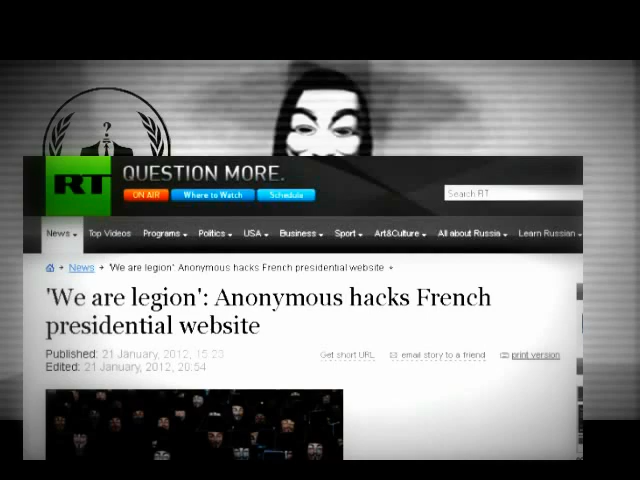 ?
RT QUESTION MORE.
ON AIR Where to Watch Schedule Search RT
News Top Videos Programs Politics USA Business Sport Art&Culture All about Russia Learn Russian
News 'We are legion': Anonymous hacks French presidential website
'We are legion': Anonymous hacks French
presidential website
Published: 21 January, 2012, 15:23
Get short URL email story to a friend print version
Edited: 21 January, 2012, 20:54